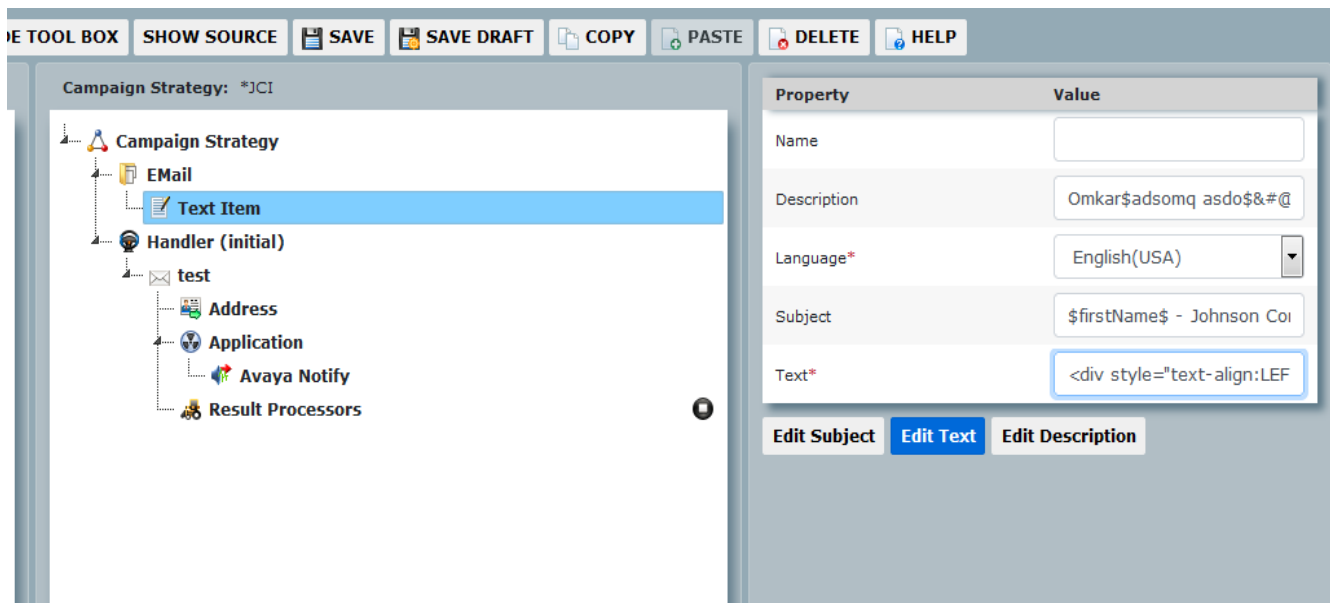 DE TOOL BOX SHOW SOURCE SAVE SAVE DRAFT COPY PASTE DELETE HELP
Campaign Strategy: *JCI
Campaign Strategy
EMail
Text Item
Handler (initial)
test
Address
Application
Avaya Notify
Result Processors
Property Value
Name
Description Omkar$adsomq asdo$&#@
Language* English(USA)
Subject $firstName$ - Johnson Co
Text* <div style="text-align:LEF
Edit Subject Edit Text Edit Description